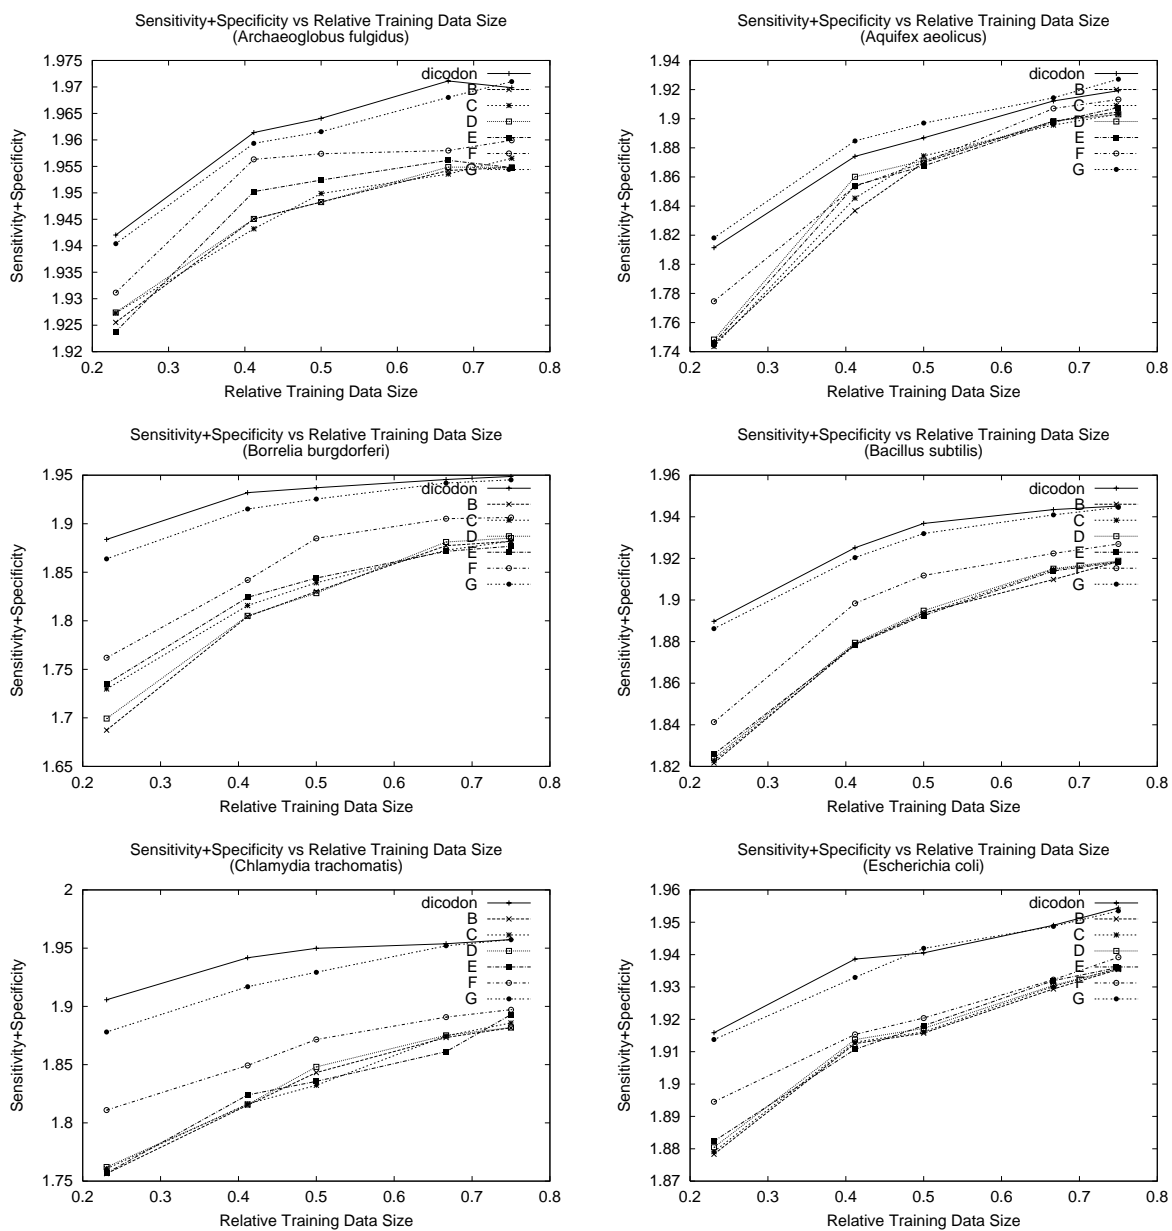 Sensitivity+Specificity vs Relative Training Data Size
(Archaeoglobus fulgidus)
1.975
1.97
1.965
1.96
1.955
1.95
1.945
1.94
1.935
1.93
1.925
1.92
0.2 0.3 0.4 0.5 0.6 0.7 0.8
Sensitivity+Specificity
Relative Training Data Size
dicodon
B
C
D
E
F
G
Sensitivity+Specificity vs Relative Training Data Size
(Aquifex aeolicus)
1.94
1.92
1.9
1.88
1.86
1.84
1.82
1.8
1.78
1.76
1.74
0.2 0.3 0.4 0.5 0.6 0.7 0.8
Sensitivity+Specificity
Relative Training Data Size
dicodon
B
C
D
E
F
G
Sensitivity+Specificity vs Relative Training Data Size
(Borrelia burgdorferi)
1.95
1.9
1.85
1.8
1.75
1.7
1.65
0.2 0.3 0.4 0.5 0.6 0.7 0.8
Sensitivity+Specificity
Relative Training Data Size
dicodon
B
C
D
E
F
G
Sensitivity+Specificity vs Relative Training Data Size
(Bacillus subtilis)
1.96
1.94
1.92
1.9
1.88
1.86
1.84
1.82
0.2 0.3 0.4 0.5 0.6 0.7 0.8
Sensitivity+Specificity
Relative Training Data Size
dicodon
B
C
D
E
F
G
Sensitivity+Specificity vs Relative Training Data Size
(Chlamydia trachomatis)
2
1.95
1.9
1.85
1.8
1.75
0.2 0.3 0.4 0.5 0.6 0.7 0.8
Sensitivity+Specificity
Relative Training Data Size
dicodon
B
C
D
E
F
G
Sensitivity+Specificity vs Relative Training Data Size
(Escherichia coli)
1.96
1.95
1.94
1.93
1.92
1.91
1.9
1.89
1.88
1.87
0.2 0.3 0.4 0.5 0.6 0.7 0.8
Sensitivity+Specificity
Relative Training Data Size
dicodon
B
C
D
E
F
G